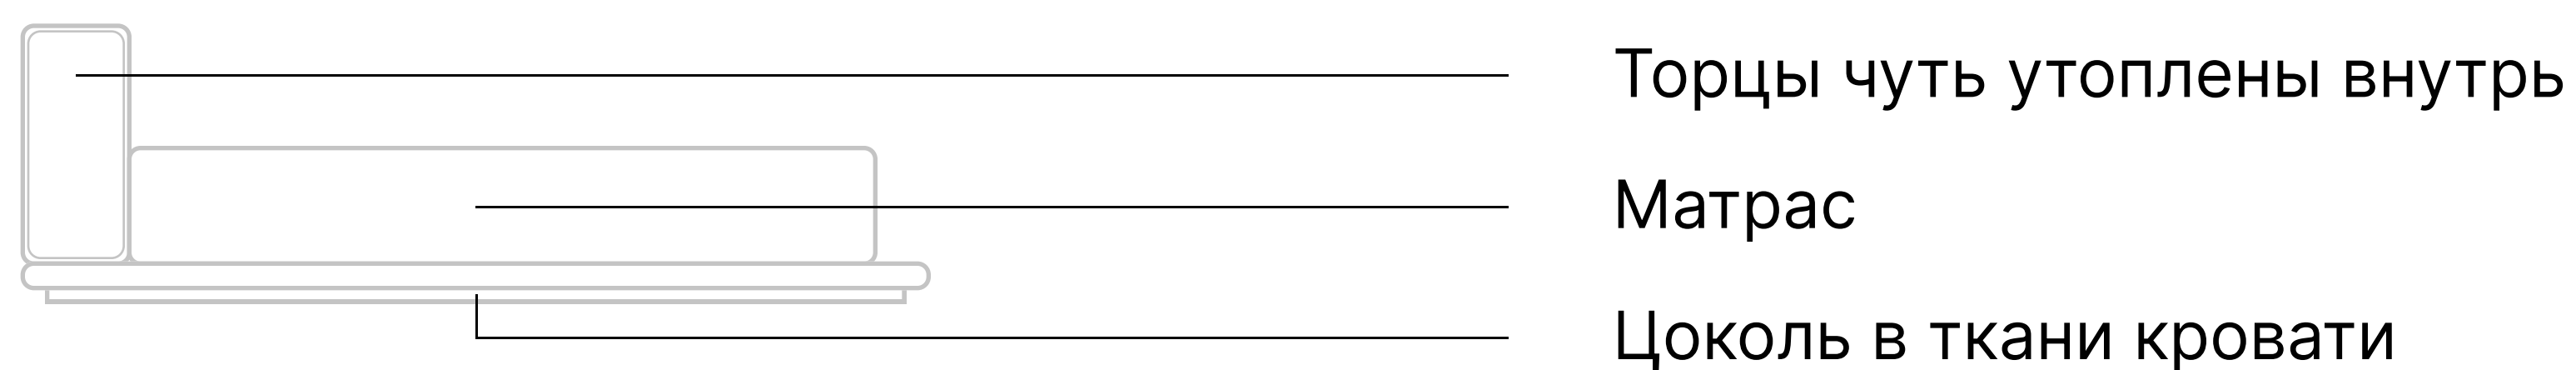 Торцы чуть утоплены внутрь
Матрас
Цоколь в ткани кровати